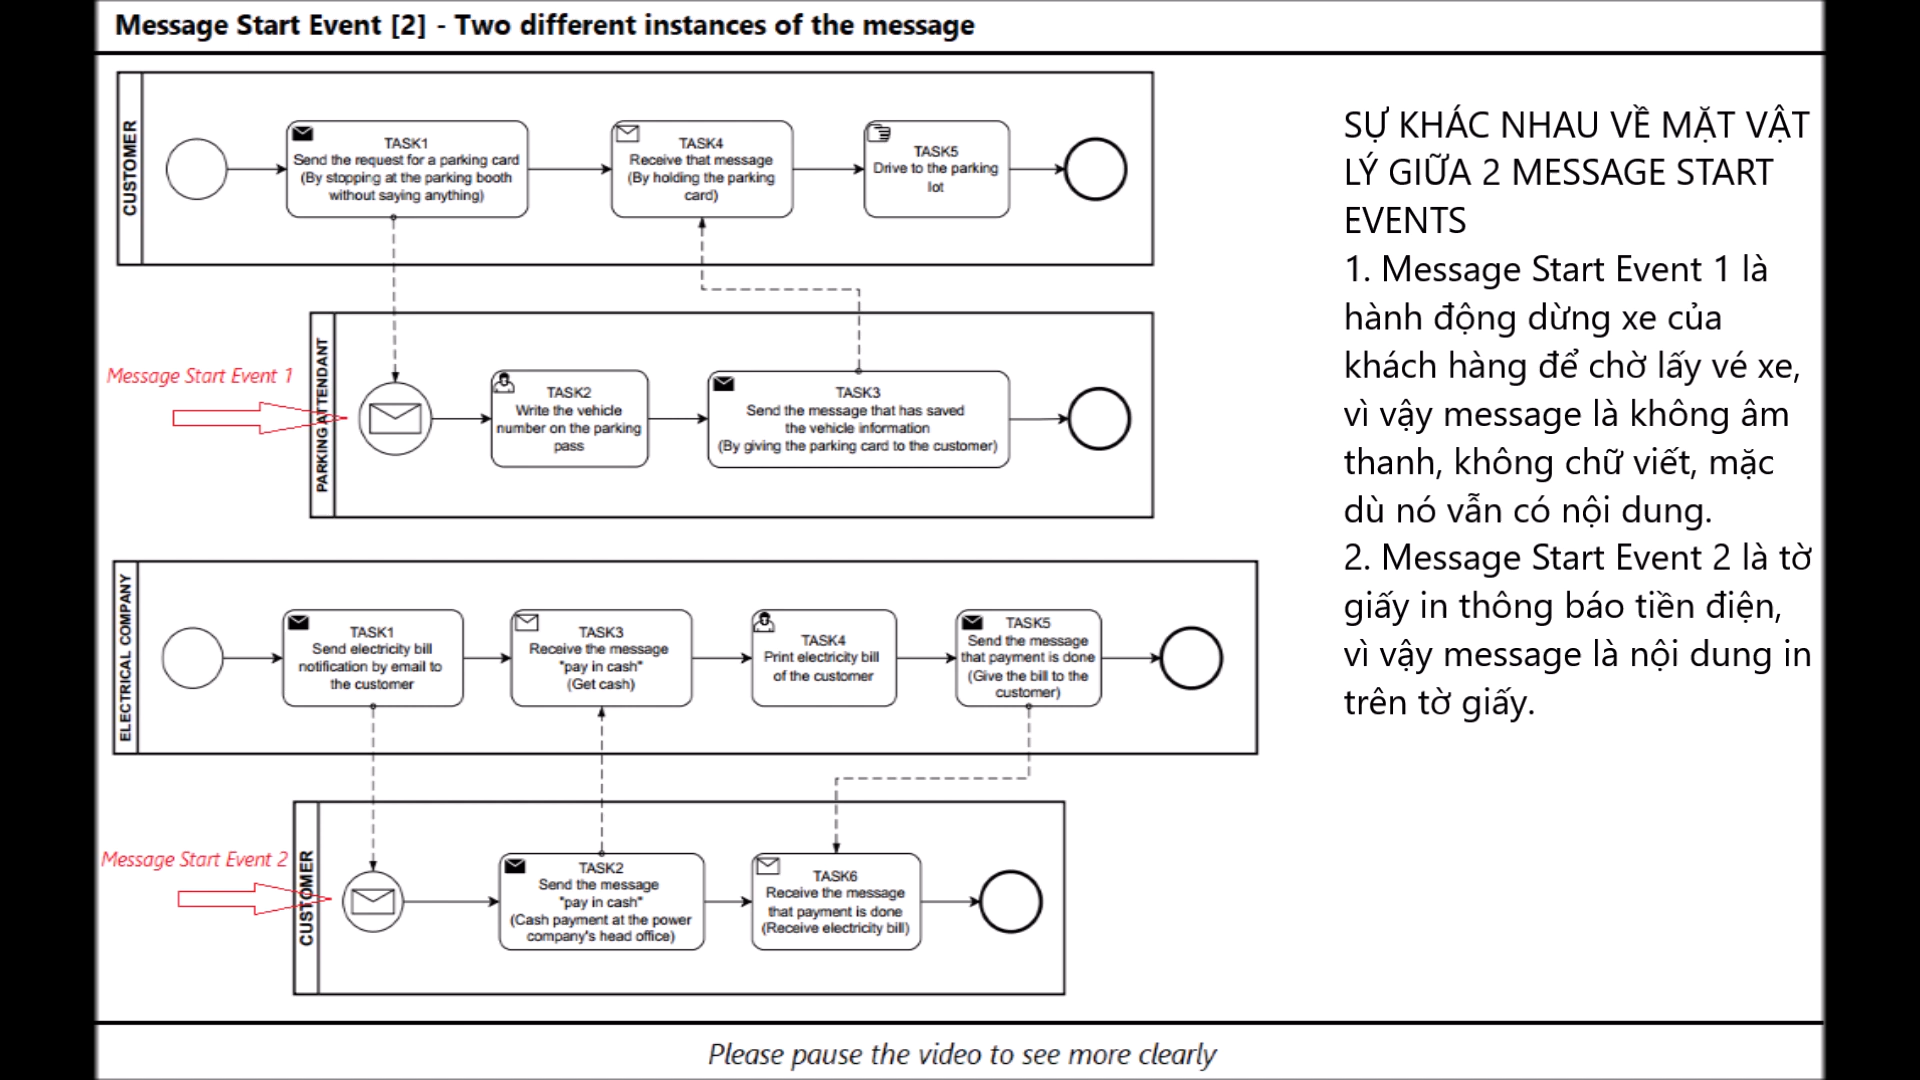 Message Start Event [2] - Two different instances of the message
CUSTOMER
TASK1
Send the request for a parking card
(By stopping at the parking booth
without saying anything)
TASK4
Receive that message
(By holding the parking
card)
TASK5
Drive to the parking
lot
Message Start Event 1
PARKING ATTENDANT
TASK2
Write the vehicle
number on the parking
pass
TASK3
Send the message that has saved
the vehicle information
(By giving the parking card to the customer)
ELECTRICAL COMPANY
TASK1
Send electricity bill
notification by email to
the customer
TASK3
Receive the message
"pay in cash"
(Get cash)
TASK4
Print electricity bill
of the customer
TASK5
Send the message
that payment is done
(Give the bill to the
customer)
Message Start Event 2
CUSTOMER
TASK2
Send the message
"pay in cash"
(Cash payment at the power
company's head office)
TASK6
Receive the message
that payment is done
(Receive electricity bill)
SỰ KHÁC NHAU VỀ MẶT VẬT
LÝ GIỮA 2 MESSAGE START
EVENTS
1. Message Start Event 1 là
hành động dừng xe của
khách hàng để chờ lấy vé xe,
vì vậy message là không âm
thanh, không chữ viết, mặc
dù nó vẫn có nội dung.
2. Message Start Event 2 là tờ
giấy in thông báo tiền điện,
vì vậy message là nội dung in
trên tờ giấy.
Please pause the video to see more clearly